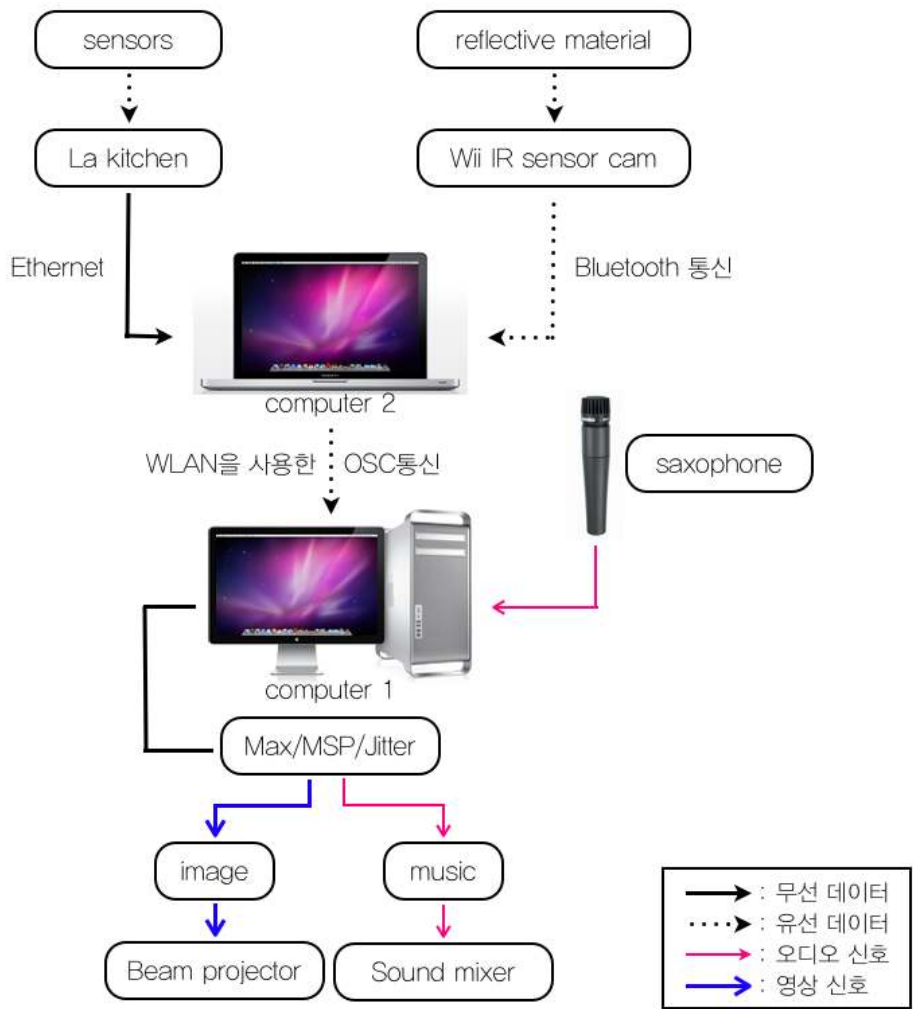 sensors
reflective material
La kitchen
Wii IR sensor cam
Ethernet
Bluetooth 통신
computer 2
WLAN을 사용한 OSC통신
saxophone
computer 1
Max/MSP/Jitter
image
music
Beam projector
Sound mixer
: 무선 데이터
: 유선 데이터
: 오디오 신호
: 영상 신호